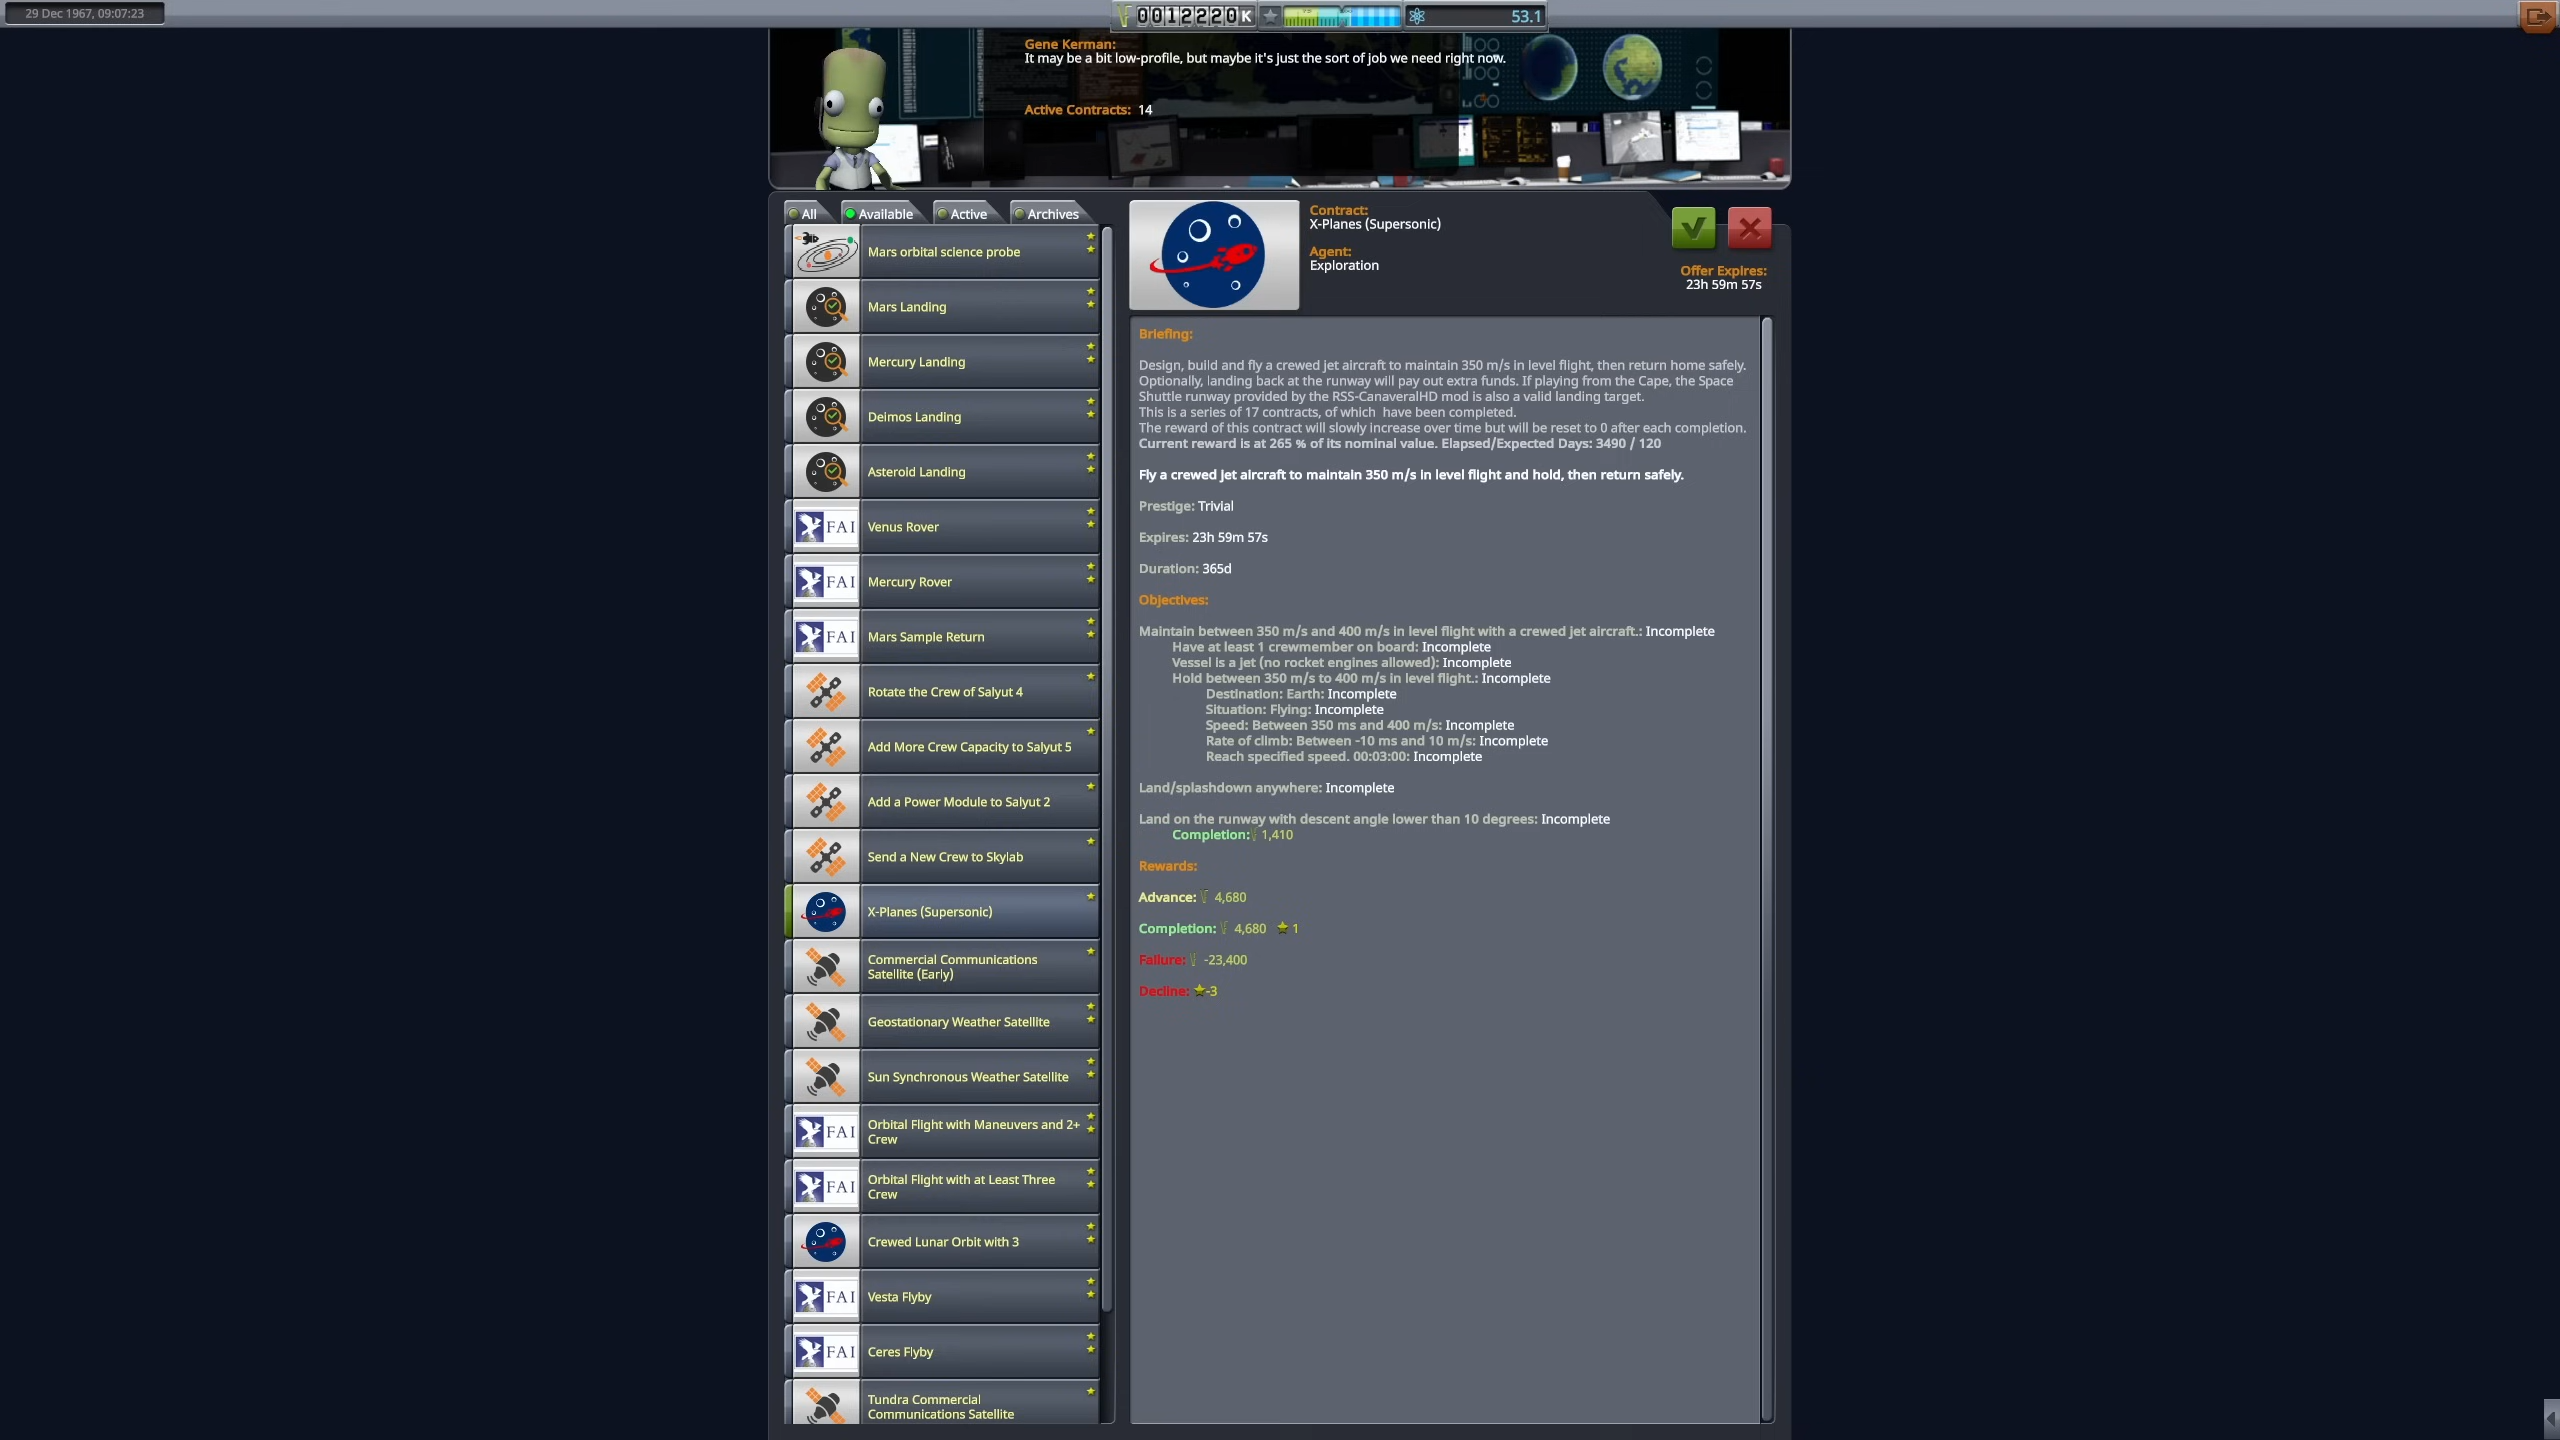 29 Dec 1967, 09:07:23
0012220K
53.1
Gene Kerman:
It may be a bit low-profile, but maybe it's just the sort of job we need right now.
Active Contracts: 14
All
Available
Active
Archives
Mars orbital science probe
Mars Landing
Mercury Landing
Deimos Landing
Asteroid Landing
FAI
Venus Rover
FAI
Mercury Rover
FAI
Mars Sample Return
Rotate the Crew of Salyut 4
Add More Crew Capacity to Salyut 5
Add a Power Module to Salyut 2
Send a New Crew to Skylab
X-Planes (Supersonic)
Commercial Communications
Satellite (Early)
Geostationary Weather Satellite
Sun Synchronous Weather Satellite
FAI
Orbital Flight with Maneuvers and 2+
Crew
FAI
Orbital Flight with at Least Three
Crew
Crewed Lunar Orbit with 3
FAI
Vesta Flyby
FAI
Ceres Flyby
Tundra Commercial
Communications Satellite
Contract:
X-Planes (Supersonic)
Agent:
Exploration
Offer Expires:
23h 59m 57s
Briefing:
Design, build and fly a crewed jet aircraft to maintain 350 m/s in level flight, then return home safely.
Optionally, landing back at the runway will pay out extra funds. If playing from the Cape, the Space
Shuttle runway provided by the RSS-CanaveralHD mod is also a valid landing target.
This is a series of 17 contracts, of which  have been completed.
The reward of this contract will slowly increase over time but will be reset to 0 after each completion.
Current reward is at 265 % of its nominal value. Elapsed/Expected Days: 3490 / 120
Fly a crewed jet aircraft to maintain 350 m/s in level flight and hold, then return safely.
Prestige: Trivial
Expires: 23h 59m 57s
Duration: 365d
Objectives:
Maintain between 350 m/s and 400 m/s in level flight with a crewed jet aircraft.: Incomplete
Have at least 1 crewmember on board: Incomplete
Vessel is a jet (no rocket engines allowed): Incomplete
Hold between 350 m/s to 400 m/s in level flight.: Incomplete
Destination: Earth: Incomplete
Situation: Flying: Incomplete
Speed: Between 350 ms and 400 m/s: Incomplete
Rate of climb: Between -10 ms and 10 m/s: Incomplete
Reach specified speed. 00:03:00: Incomplete
Land/splashdown anywhere: Incomplete
Land on the runway with descent angle lower than 10 degrees: Incomplete
Completion: 1,410
Rewards:
Advance: 4,680
Completion: 4,680 1
Failure: -23,400
Decline: -3